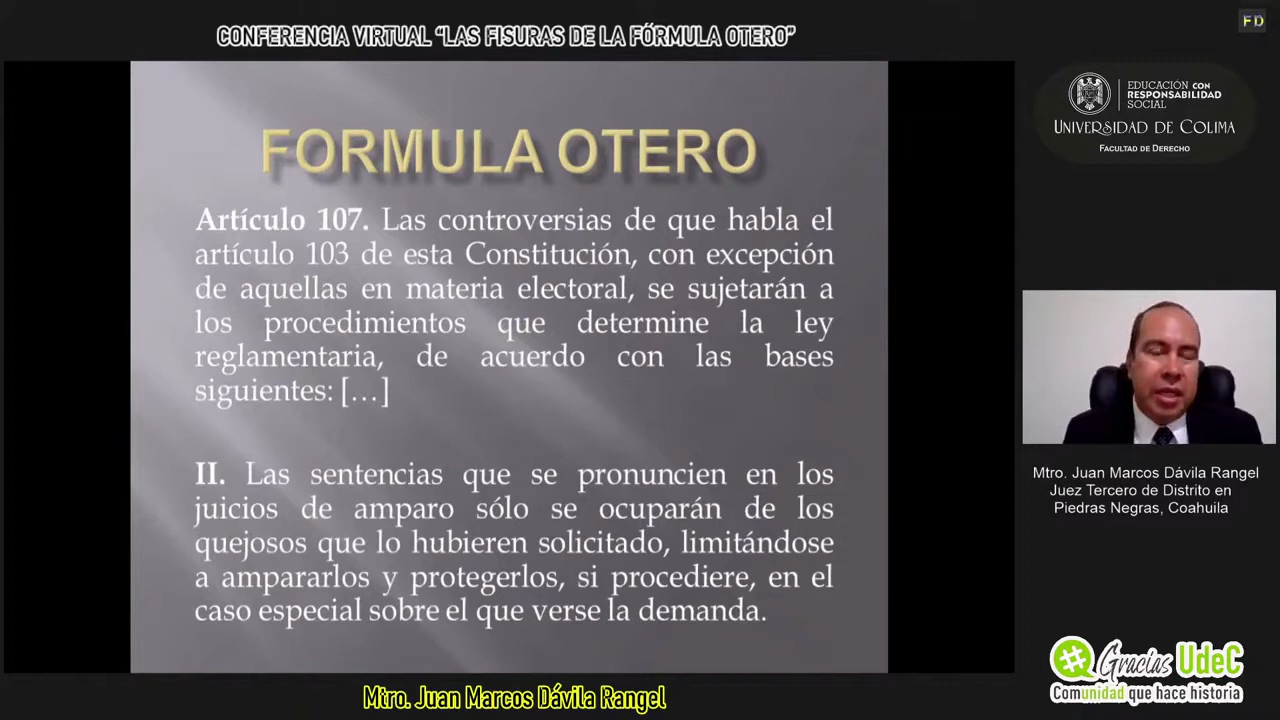 CONFERENCIA VIRTUAL “LAS FISURAS DE LA FÓRMULA OTERO”
FD
EDUCACIÓN CON
RESPONSABILIDAD
SOCIAL
UNIVERSIDAD DE COLIMA
FACULTAD DE DERECHO
FORMULA OTERO
Artículo 107. Las controversias de que habla el
artículo 103 de esta Constitución, con excepción
de aquellas en materia electoral, se sujetarán a
los procedimientos que determine la ley
reglamentaria, de acuerdo con las bases
siguientes: […]
II. Las sentencias que se pronuncien en los
juicios de amparo sólo se ocuparán de los
quejosos que lo hubieren solicitado, limitándose
a ampararlos y protegerlos, si procediere, en el
caso especial sobre el que verse la demanda.
Mtro. Juan Marcos Dávila Rangel
Juez Tercero de Distrito en
Piedras Negras, Coahuila
# Gracias UdeC
Comunidad que hace historia
Mtro. Juan Marcos Dávila Rangel